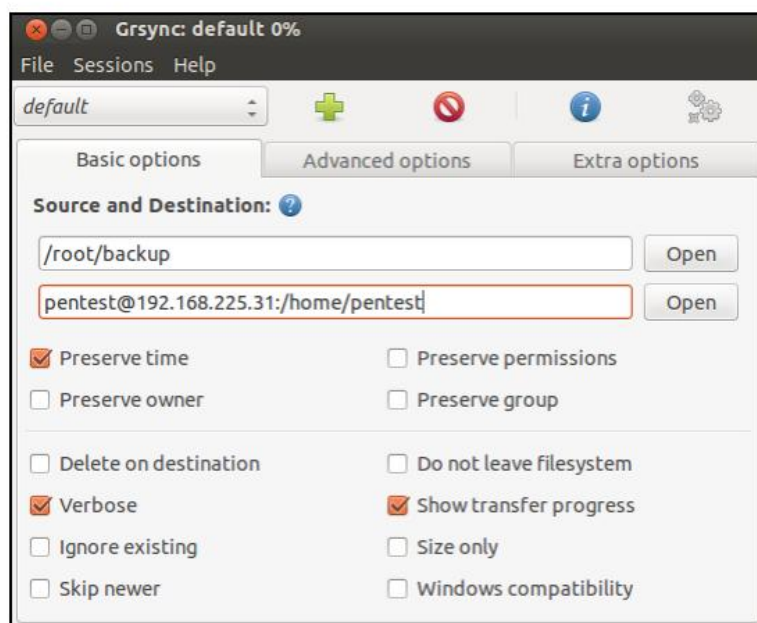 Grsync: default 0%
File Sessions Help
default
Basic options Advanced options Extra options
Source and Destination:
/root/backup Open
pentest@192.168.225.31:/home/pentest Open
Preserve time Preserve permissions
Preserve owner Preserve group
Delete on destination Do not leave filesystem
Verbose Show transfer progress
Ignore existing Size only
Skip newer Windows compatibility